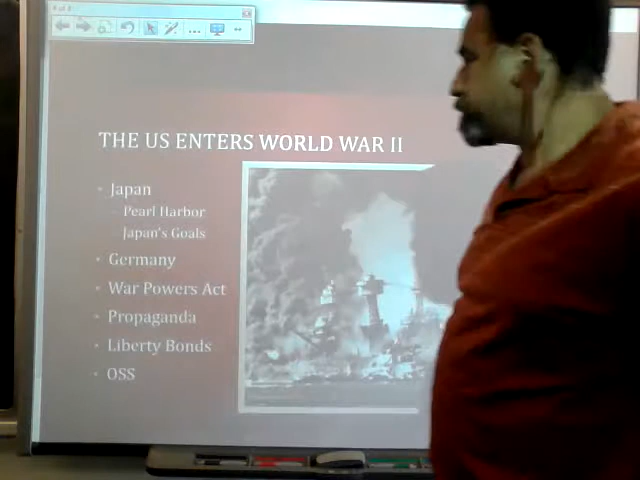 THE US ENTERS WORLD WAR II
Japan
Pearl Harbor
Japan's Goals
Germany
War Powers Act
Propaganda
Liberty Bonds
OSS